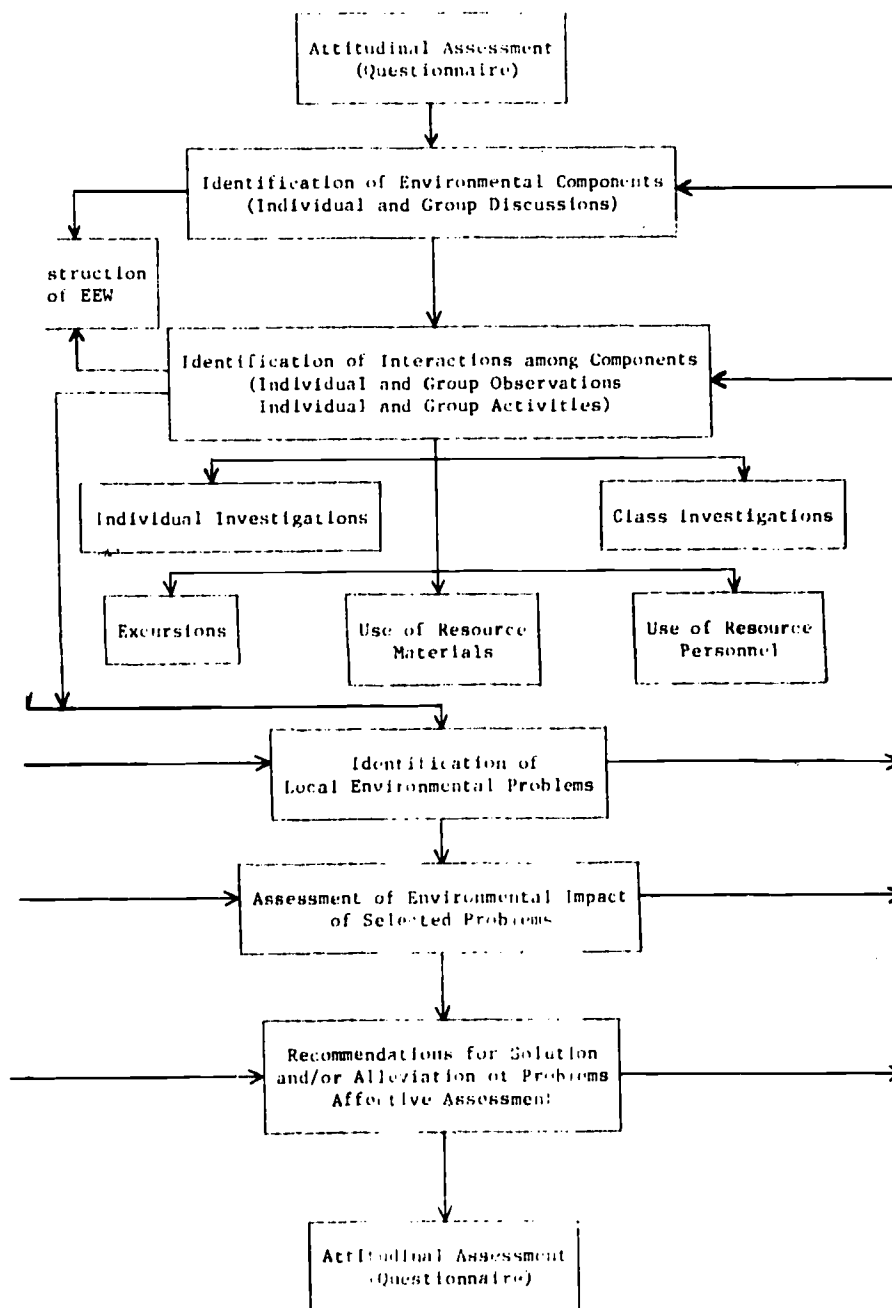 Attitudinal Assessment
(Questionnaire)
Identification of Environmental Components
(Individual and Group Discussions)
struction
of EEW
Identification of Interactions among Components
(Individual and Group Observations
Individual and Group Activities)
Individual Investigations
Class Investigations
Excursions
Use of Resource
Materials
Use of Resource
Personnel
Identification of
Local Environmental Problems
Assessment of Environmental Impact
of Selected Problems
Recommendations for Solution
and/or Alleviation of Problems
Affective Assessment
Attitudinal Assessment
(Questionnaire)